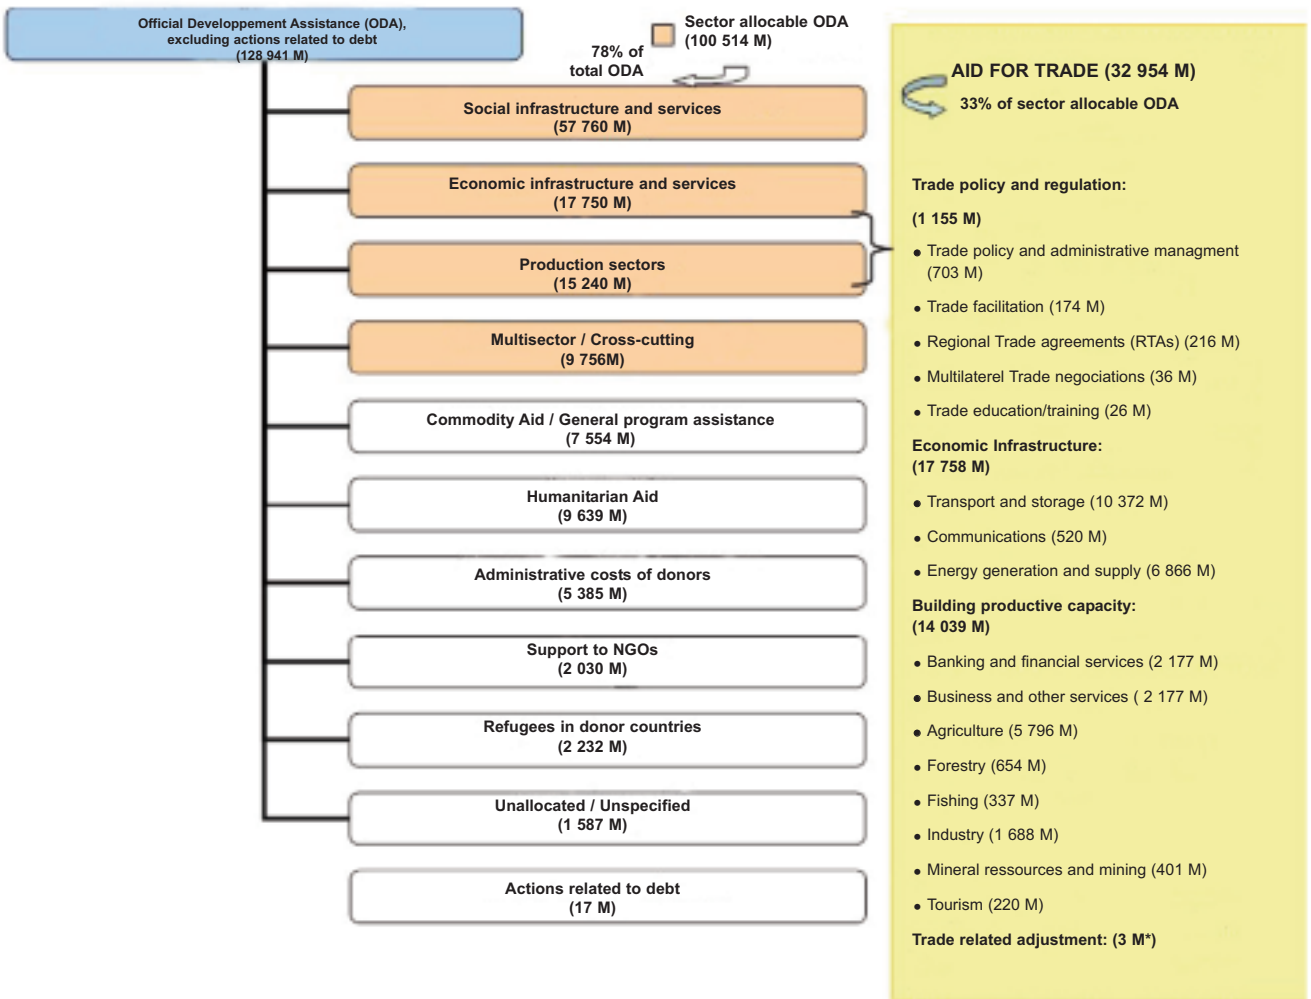 Official Developpement Assistance (ODA),
excluding actions related to debt
(128 941 M)
Sector allocable ODA
(100 514 M)
78% of
total ODA
Social infrastructure and services
(57 760 M)
Economic infrastructure and services
(17 750 M)
Production sectors
(15 240 M)
Multisector / Cross-cutting
(9 756M)
Commodity Aid / General program assistance
(7 554 M)
Humanitarian Aid
(9 639 M)
Administrative costs of donors
(5 385 M)
Support to NGOs
(2 030 M)
Refugees in donor countries
(2 232 M)
Unallocated / Unspecified
(1 587 M)
Actions related to debt
(17 M)
AID FOR TRADE (32 954 M)
33% of sector allocable ODA
Trade policy and regulation:
(1 155 M)
• Trade policy and administrative managment
(703 M)
• Trade facilitation (174 M)
• Regional Trade agreements (RTAs) (216 M)
• Multilaterel Trade negociations (36 M)
• Trade education/training (26 M)
Economic Infrastructure:
(17 758 M)
• Transport and storage (10 372 M)
• Communications (520 M)
• Energy generation and supply (6 866 M)
Building productive capacity:
(14 039 M)
• Banking and financial services (2 177 M)
• Business and other services ( 2 177 M)
• Agriculture (5 796 M)
• Forestry (654 M)
• Fishing (337 M)
• Industry (1 688 M)
• Mineral ressources and mining (401 M)
• Tourism (220 M)
Trade related adjustment: (3 M*)